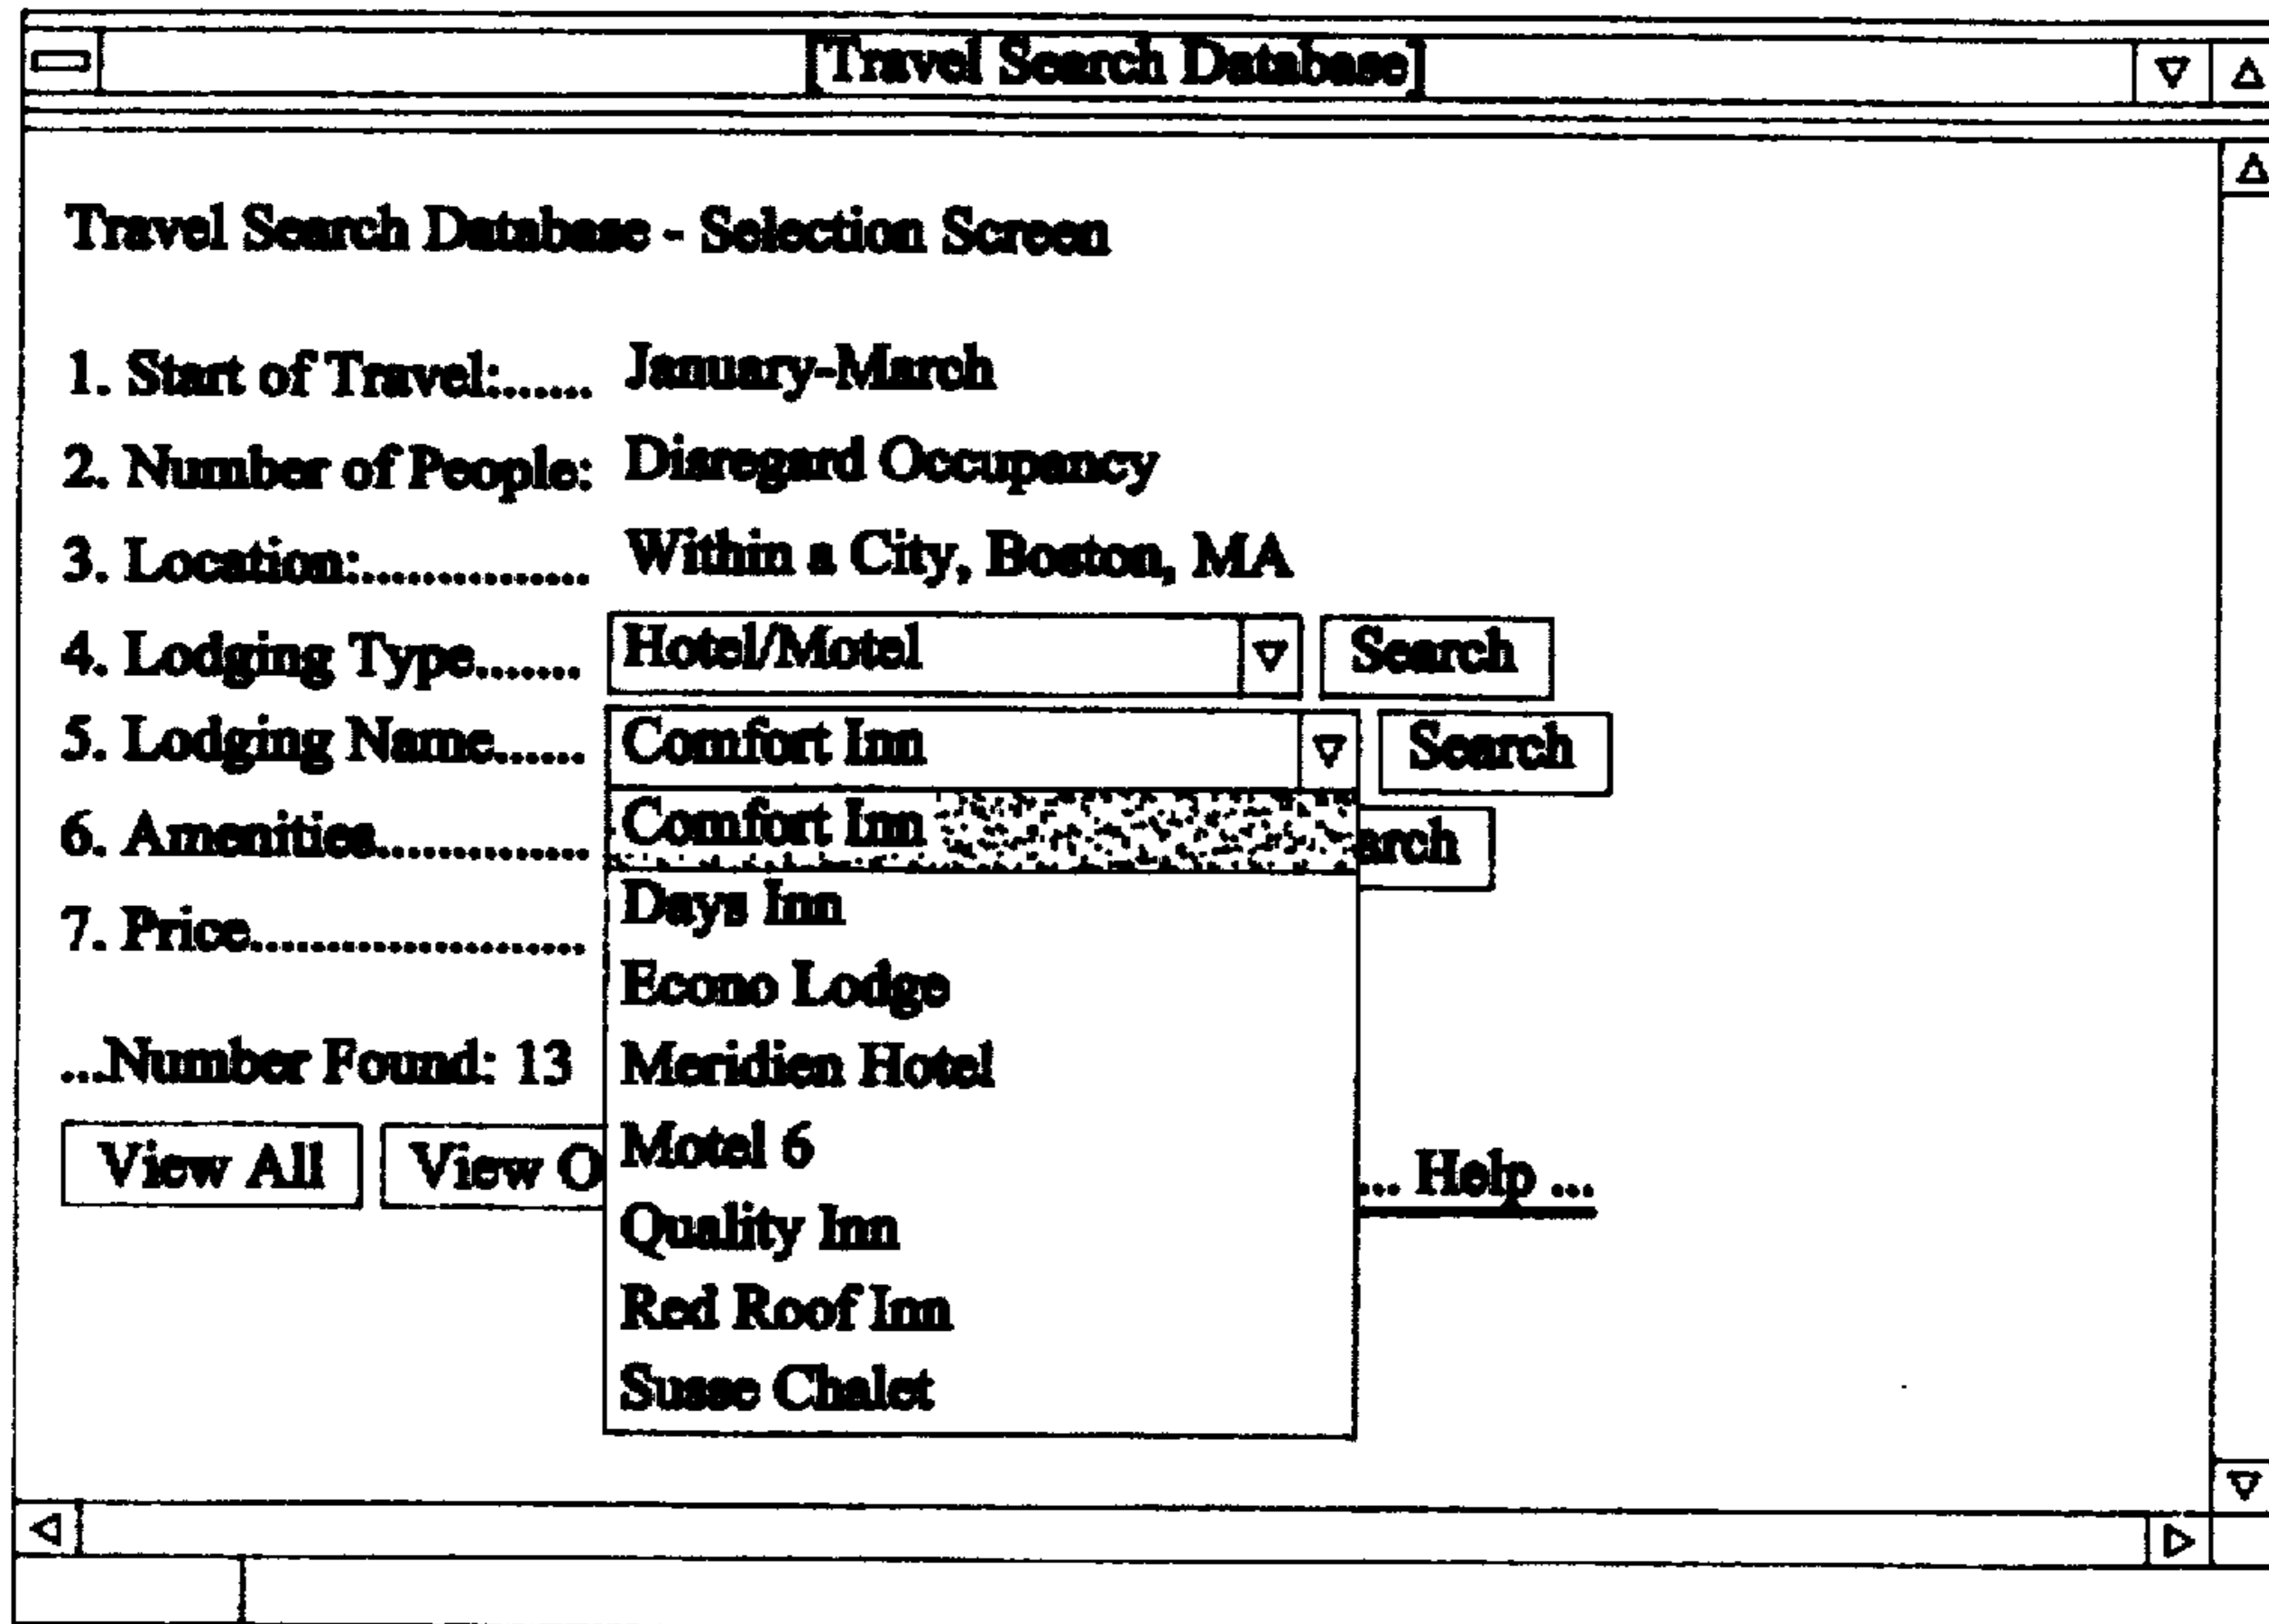 Travel Search Database
Travel Search Database - Selection Screen
1. Start of Travel:...... January-March
2. Number of People: Disregard Occupancy
3. Location:............... Within a City, Boston, MA
4. Lodging Type....... Hotel/Motel Search
5. Lodging Name...... Comfort Inn Search
6. Amenities.............. Comfort Inn arch
Days Inn
7. Price......................
Econo Lodge
...Number Found: 13 Meridien Hotel
View All View O Motel 6 ... Help ...
Quality Inn
Red Roof Inn
Susse Chalet